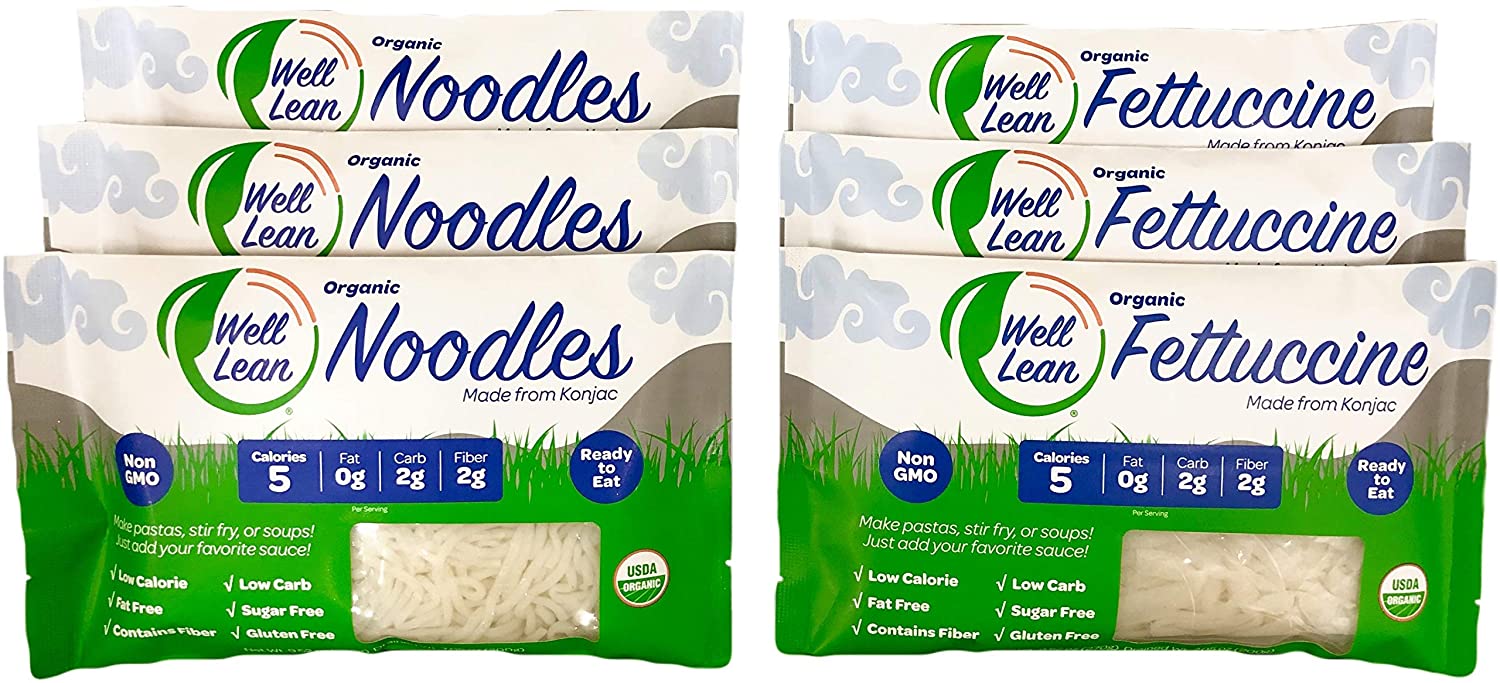 Organic
Well
Lean
Noodles
Organic
Well
Lean
Noodles
Organic
Well
Lean
Noodles
®
Made from Konjac
Non
GMO
Calories Fat Carb Fiber
5 0g 2g 2g
Per Serving
Ready
to
Eat
Make pastas, stir fry, or soups!
Just add your favorite sauce!
√ Low Calorie √ Low Carb
√ Fat Free √ Sugar Free
√ Contains Fiber √ Gluten Free
USDA
ORGANIC
Organic
Well
Lean
Fettuccine
Made from Konjac
Organic
Well
Lean
Fettuccine
Organic
Well
Lean
Fettuccine
®
Made from Konjac
Non
GMO
Calories Fat Carb Fiber
5 0g 2g 2g
Per Serving
Ready
to
Eat
Make pastas, stir fry, or soups!
Just add your favorite sauce!
√ Low Calorie √ Low Carb
√ Fat Free √ Sugar Free
√ Contains Fiber √ Gluten Free
USDA
ORGANIC